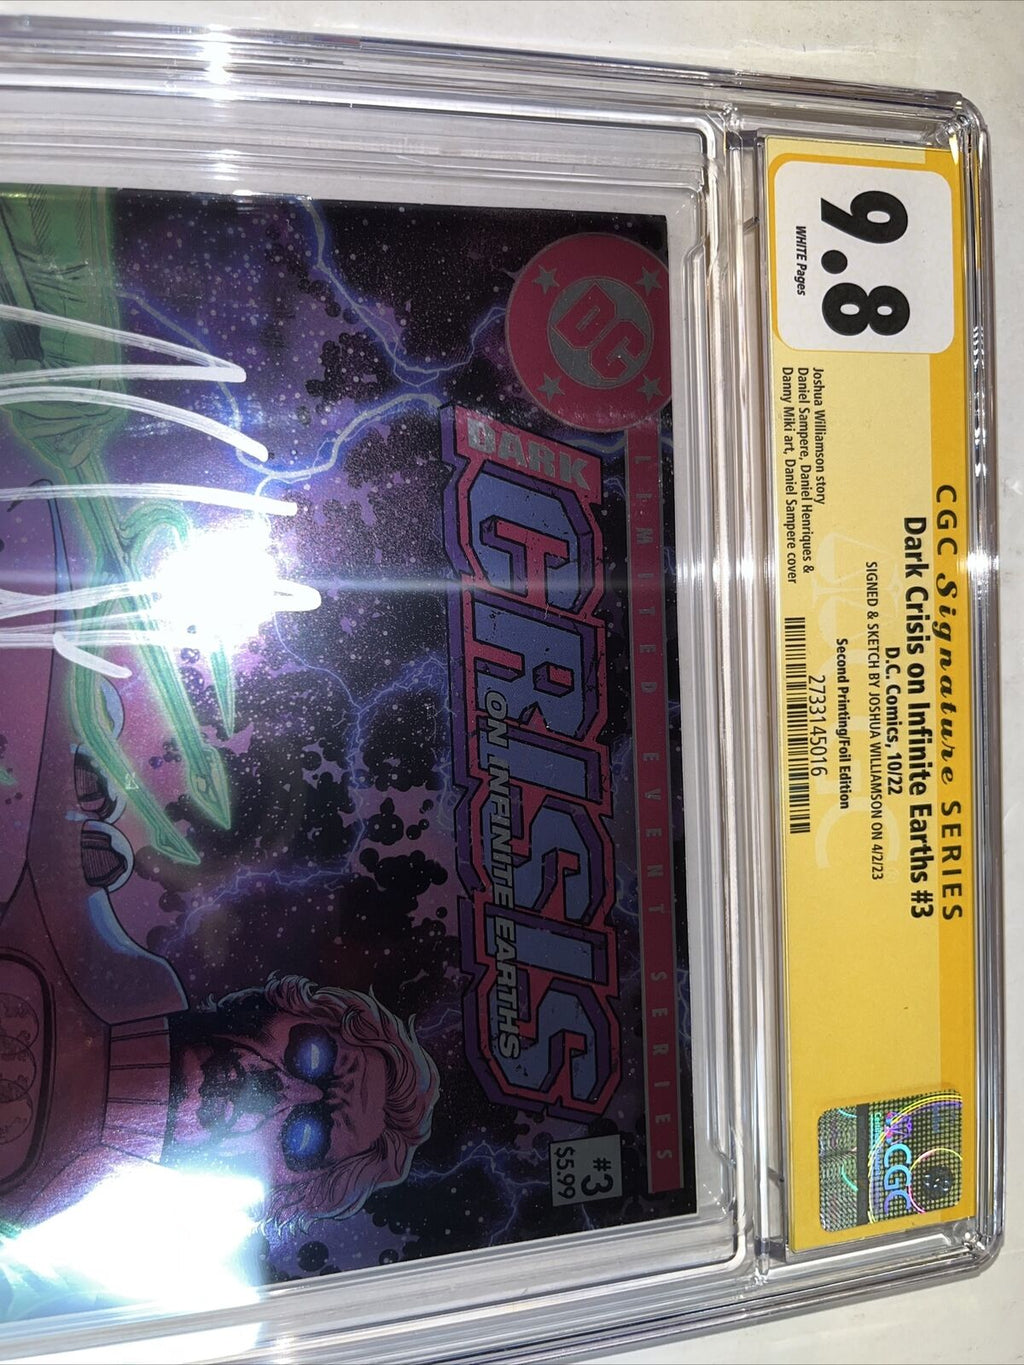 CGC Signature SERIES
9.8
WHITE Pages
Dark Crisis on Infinite Earths #3
D.C. Comics, 10/22
SIGNED & SKETCH BY JOSHUA WILLIAMSON ON 4/2/23
Second Printing/Foil Edition
Joshua Williamson story
Daniel Sampere, Daniel Henriques &
Danny Miki art, Daniel Sampere cover
2733145016
CGC
DC
LIMITED EVENT SERIES
DARK
CRISIS
ON INFINITE EARTHS
#3
$5.99